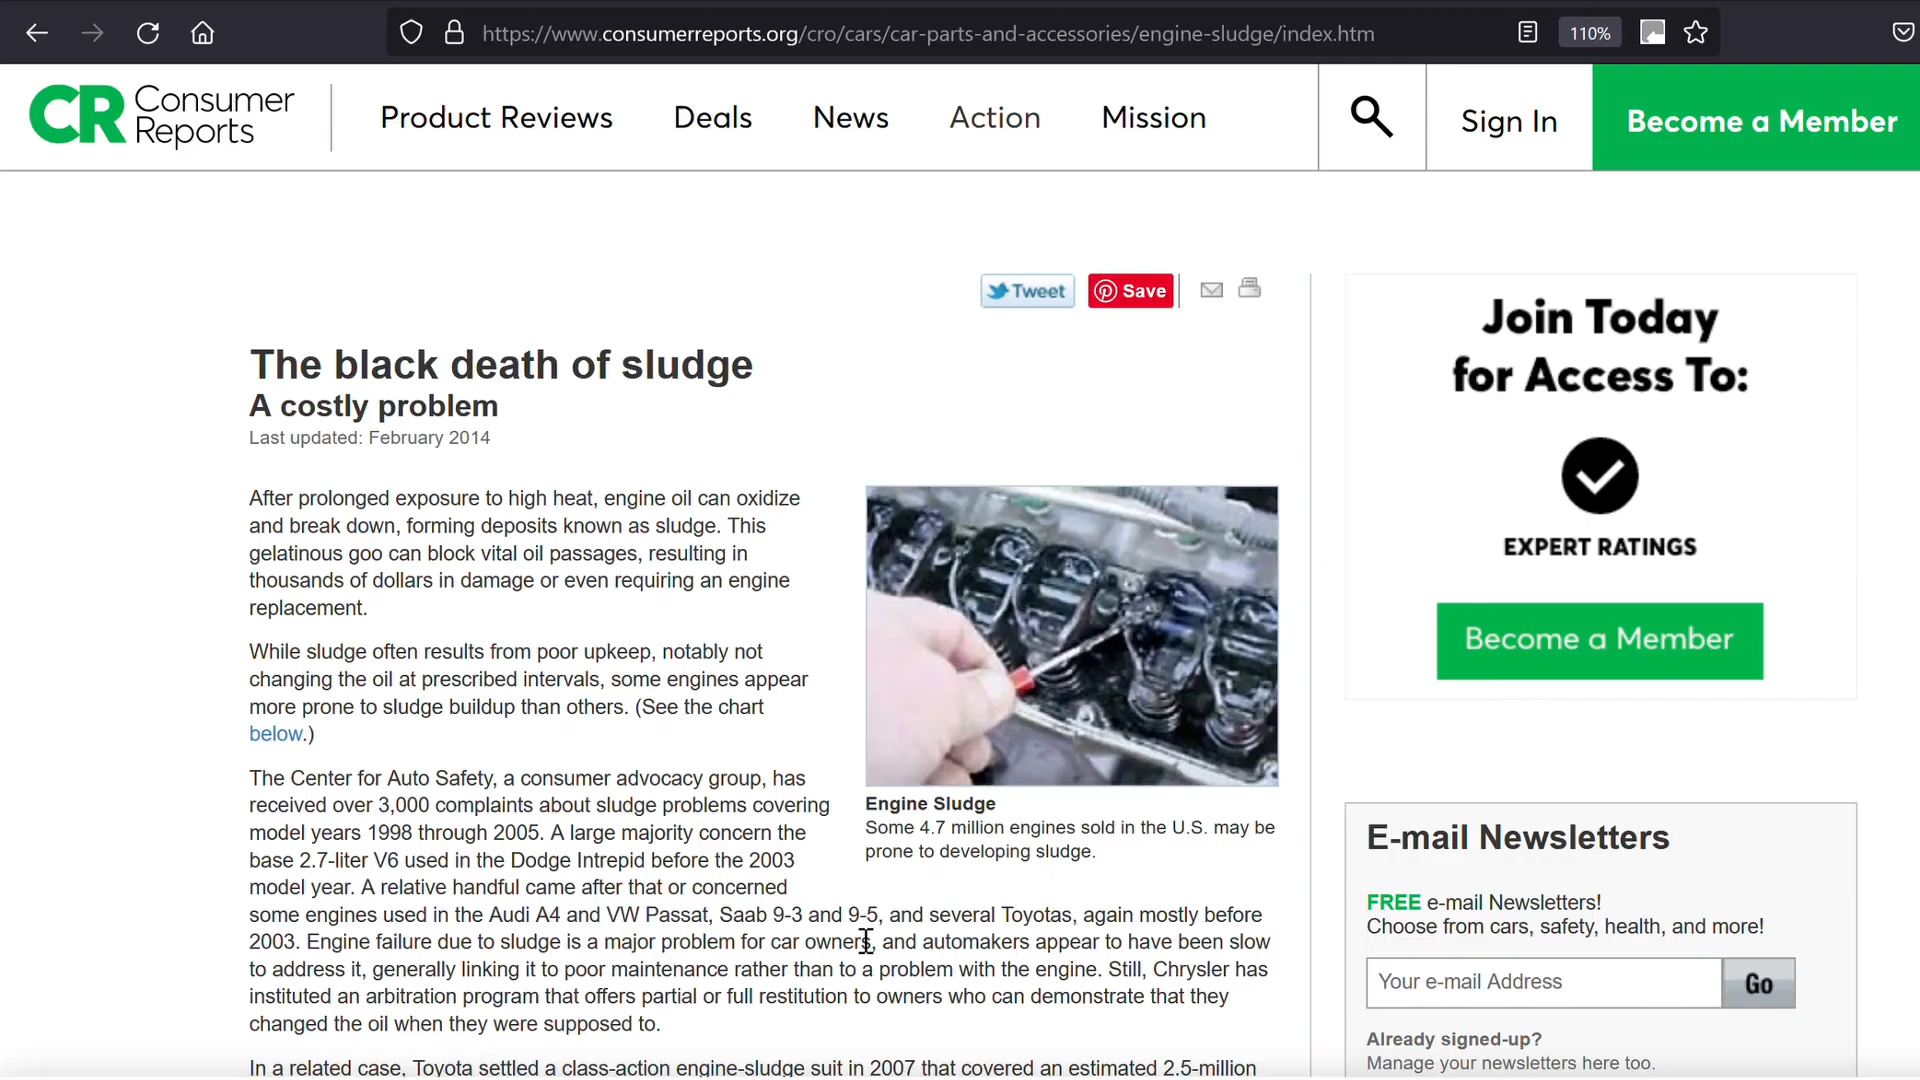 https://www.consumerreports.org/cro/cars/car-parts-and-accessories/engine-sludge/index.htm
110%
CR Consumer Reports
Product Reviews
Deals
News
Action
Mission
Sign In
Become a Member
Tweet
Save
The black death of sludge
A costly problem
Last updated: February 2014
After prolonged exposure to high heat, engine oil can oxidize
and break down, forming deposits known as sludge. This
gelatinous goo can block vital oil passages, resulting in
thousands of dollars in damage or even requiring an engine
replacement.
While sludge often results from poor upkeep, notably not
changing the oil at prescribed intervals, some engines appear
more prone to sludge buildup than others. (See the chart
below.)
The Center for Auto Safety, a consumer advocacy group, has
received over 3,000 complaints about sludge problems covering
model years 1998 through 2005. A large majority concern the
base 2.7-liter V6 used in the Dodge Intrepid before the 2003
model year. A relative handful came after that or concerned
some engines used in the Audi A4 and VW Passat, Saab 9-3 and 9-5, and several Toyotas, again mostly before
2003. Engine failure due to sludge is a major problem for car owners, and automakers appear to have been slow
to address it, generally linking it to poor maintenance rather than to a problem with the engine. Still, Chrysler has
instituted an arbitration program that offers partial or full restitution to owners who can demonstrate that they
changed the oil when they were supposed to.
In a related case, Toyota settled a class-action engine-sludge suit in 2007 that covered an estimated 2.5-million
Engine Sludge
Some 4.7 million engines sold in the U.S. may be
prone to developing sludge.
Join Today
for Access To:
EXPERT RATINGS
Become a Member
E-mail Newsletters
FREE e-mail Newsletters!
Choose from cars, safety, health, and more!
Your e-mail Address
Go
Already signed-up?
Manage your newsletters here too.